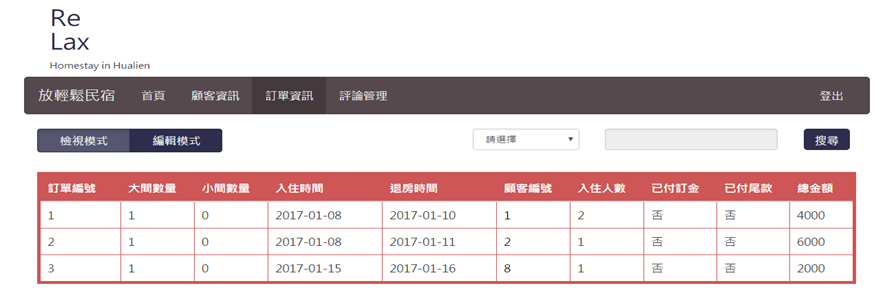 Re
Lax
Homestay in Hualien
放輕鬆民宿 首頁 顧客資訊 訂單資訊 評論管理 登出
檢視模式 編輯模式 請選擇 搜尋
訂單編號 大間數量 小間數量 入住時間 退房時間 顧客編號 入住人數 已付訂金 已付尾款 總金額
1 1 0 2017-01-08 2017-01-10 1 2 否 否 4000
2 1 0 2017-01-08 2017-01-11 2 1 否 否 6000
3 1 0 2017-01-15 2017-01-16 8 1 否 否 2000